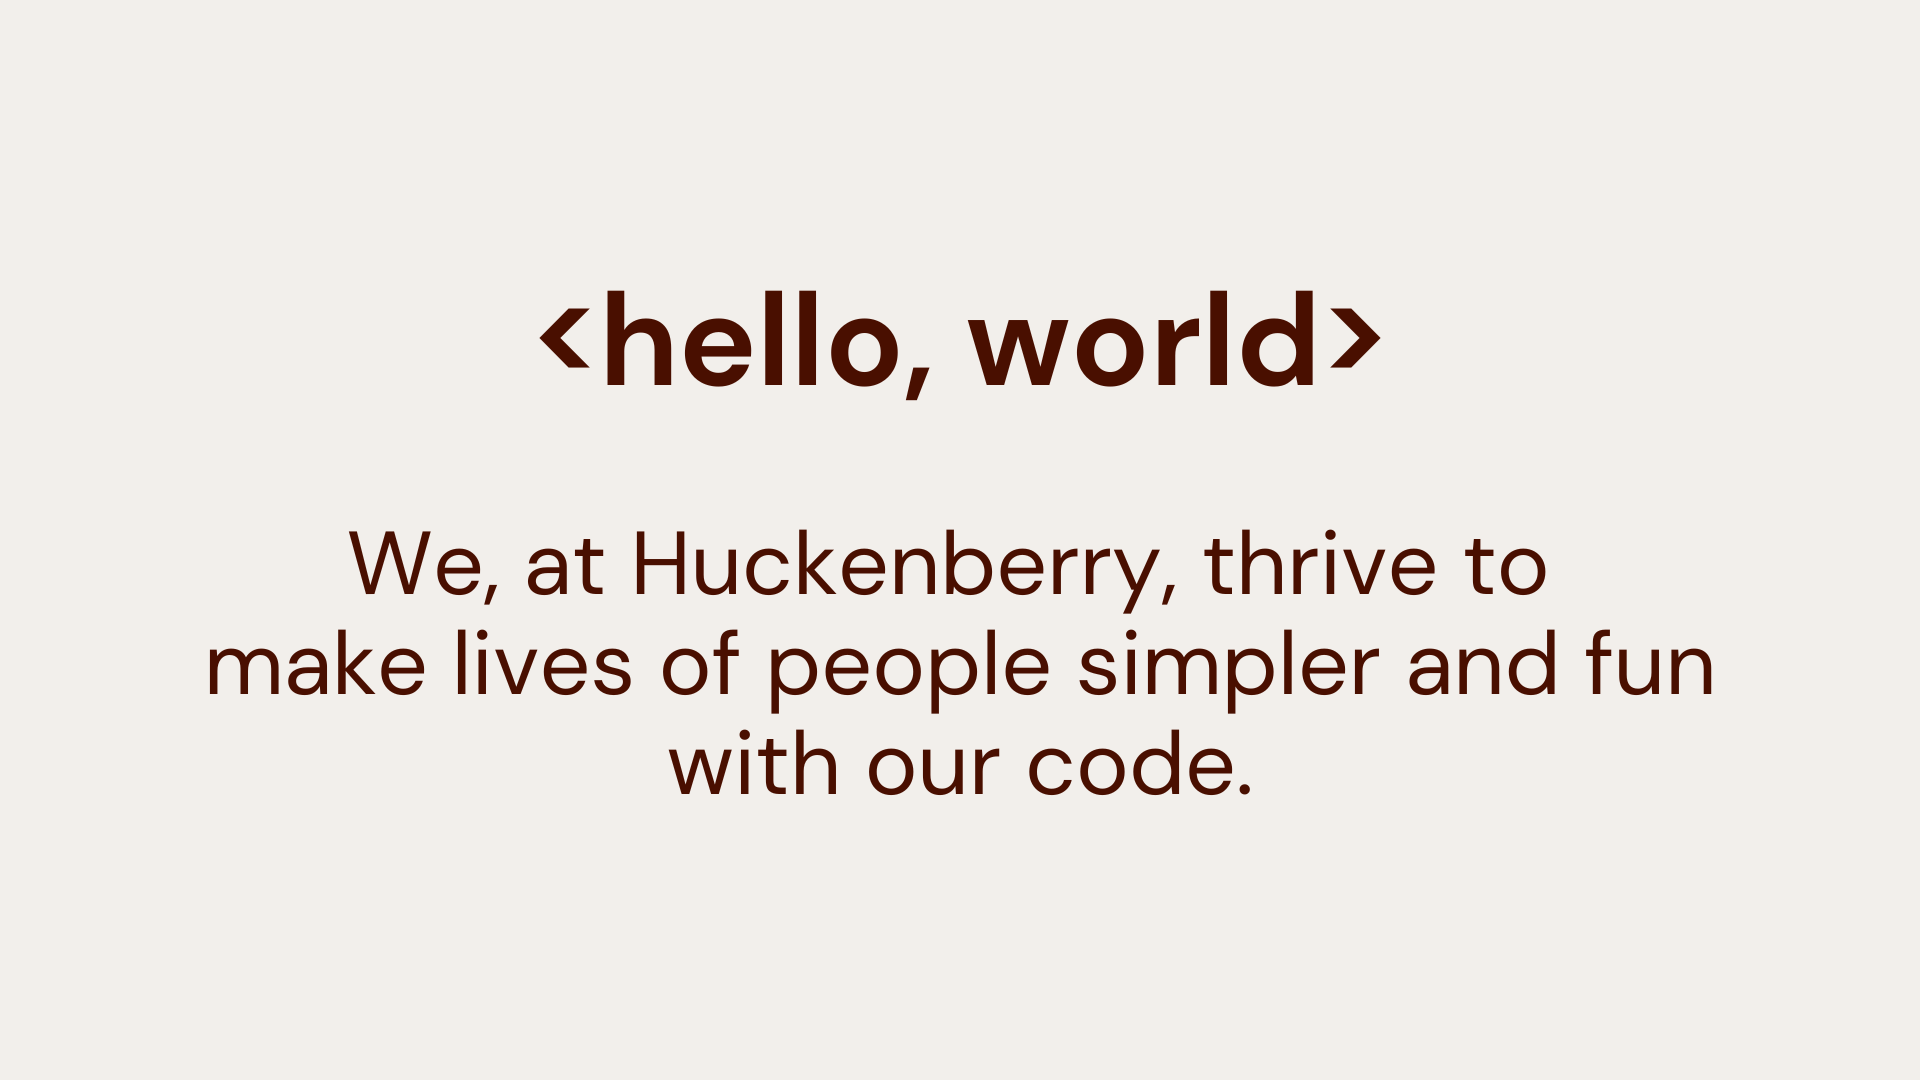 <hello, world>
We, at Huckenberry, thrive to
make lives of people simpler and fun
with our code.